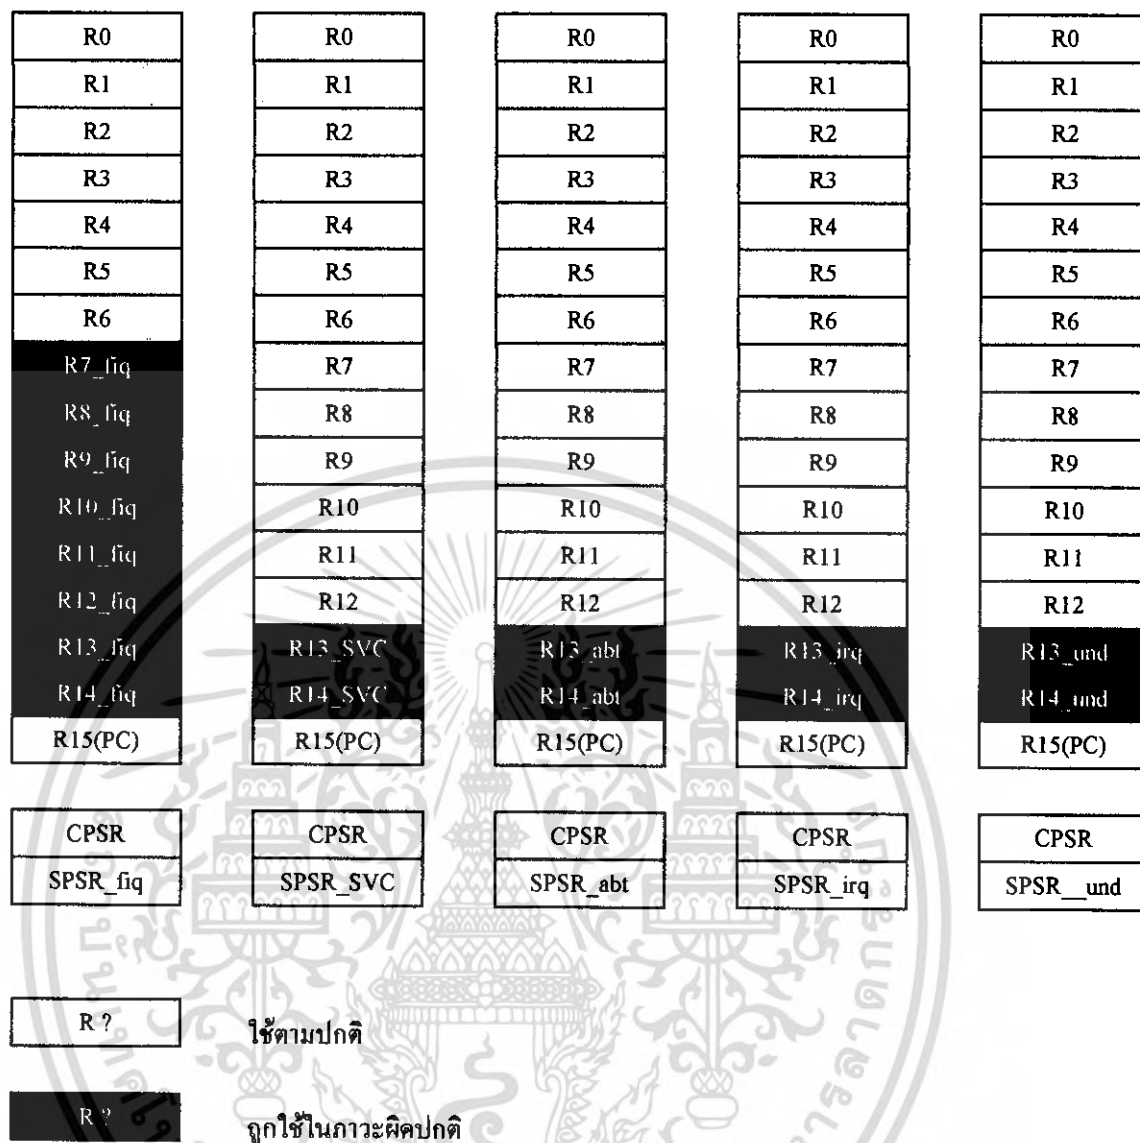 R0 R0 R0 R0 R0
R1 R1 R1 R1 R1
R2 R2 R2 R2 R2
R3 R3 R3 R3 R3
R4 R4 R4 R4 R4
R5 R5 R5 R5 R5
R6 R6 R6 R6 R6
R7_fiq R7 R7 R7 R7
R8_fiq R8 R8 R8 R8
R9_fiq R9 R9 R9 R9
R10_fiq R10 R10 R10 R10
R11_fiq R11 R11 R11 R11
R12_fiq R12 R12 R12 R12
R13_fiq R13_SVC R13_abt R13_irq R13_und
R14_fiq R14_SVC R14_abt R14_irq R14_und
R15(PC) R15(PC) R15(PC) R15(PC) R15(PC)
CPSR CPSR CPSR CPSR CPSR
SPSR_fiq SPSR_SVC SPSR_abt SPSR_irq SPSR__und
R ? ใช้ตามปกติ
R ? ถูกใช้ในภาวะผิดปกติ